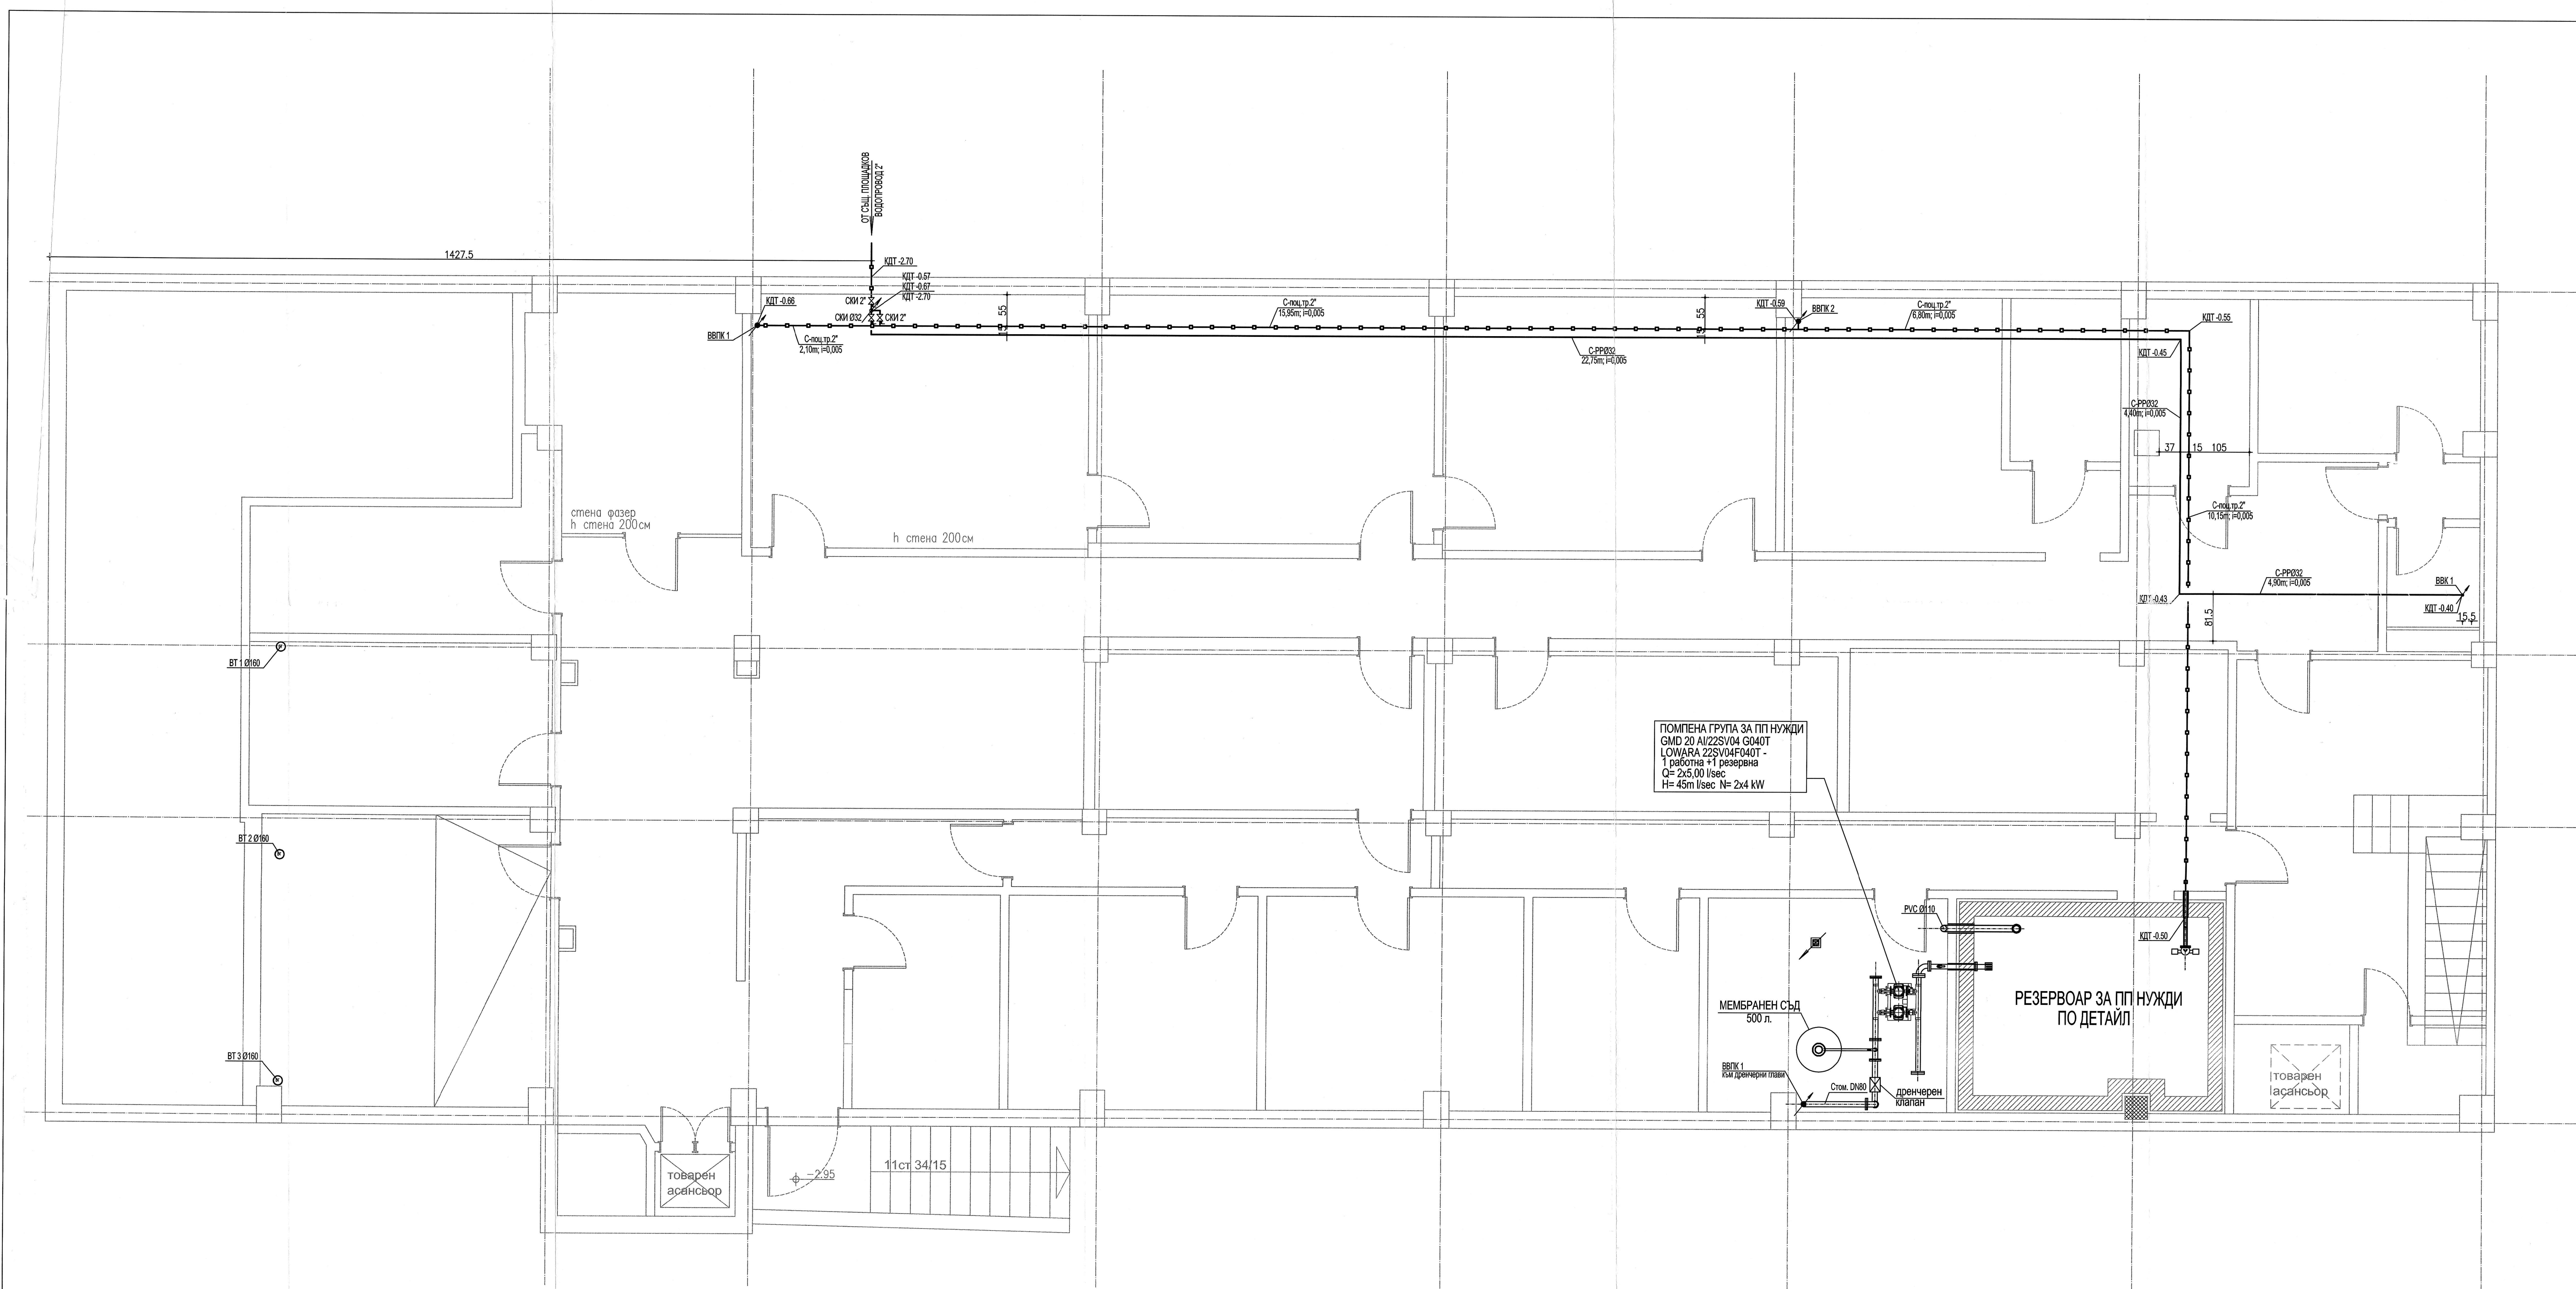 ОТ СЪЩ. ПЛОЩАДКОВ
ВОДОПРОВОД 2"
1427.5
КДТ -2.70
КДТ -0.57
КДТ -0.67
КДТ -2.70
СКИ 2"
СКИ Ø32
СКИ 2"
КДТ -0.66
ВВПК 1
С-поц.тр.2"
2,10m; i=0,005
55
15
С-поц.тр.2"
15,95m; i=0,005
С-PPØ32
22,75m; i=0,005
55
15
КДТ -0.59
ВВПК 2
С-поц.тр.2"
6,80m; i=0,005
КДТ -0.55
КДТ -0.45
С-PPØ32
4,40m; i=0,005
37
15
105
С-поц.тр.2"
10,15m; i=0,005
С-PPØ32
4,90m; i=0,005
ВВК 1
КДТ -0.40
15.5
КДТ -0.43
81.5
стена фазер
h стена 200см
h стена 200см
ВТ 1 Ø160
ВТ 2 Ø160
ВТ 3 Ø160
ПОМПЕНА ГРУПА ЗА ПП НУЖДИ
GMD 20 AI/22SV04 G040T
LOWARA 22SV04F040T -
1 работна +1 резервна
Q= 2x5,00 l/sec
H= 45m l/sec N= 2x4 kW
PVC Ø110
КДТ -0.50
РЕЗЕРВОАР ЗА ПП НУЖДИ
ПО ДЕТАЙЛ
МЕМБРАНЕН СЪД
500 л.
ВВПК 1
към дренчерни глави
Стом. DN80
дренчерен
клапан
товарен
асансьор
товарен
асансьор
-2.95
11ст 34/15